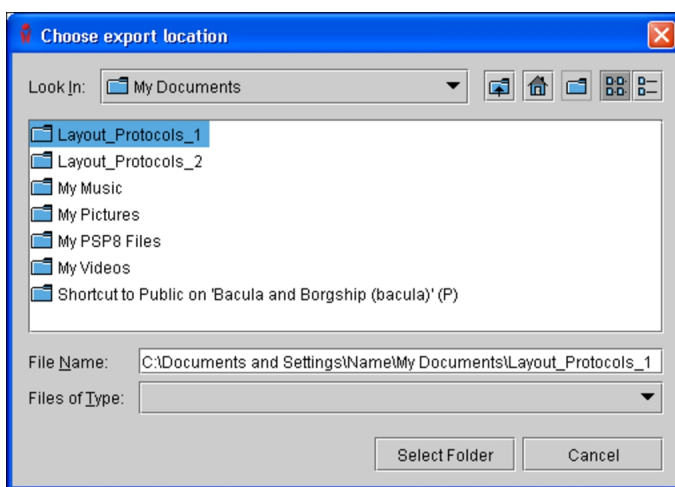 Choose export location
Look In: My Documents
Layout_Protocols_1
Layout_Protocols_2
My Music
My Pictures
My PSP8 Files
My Videos
Shortcut to Public on 'Bacula and Borgship (bacula)' (P)
File Name: C:\Documents and Settings\Name\My Documents\Layout_Protocols_1
Files of Type:
Select Folder Cancel